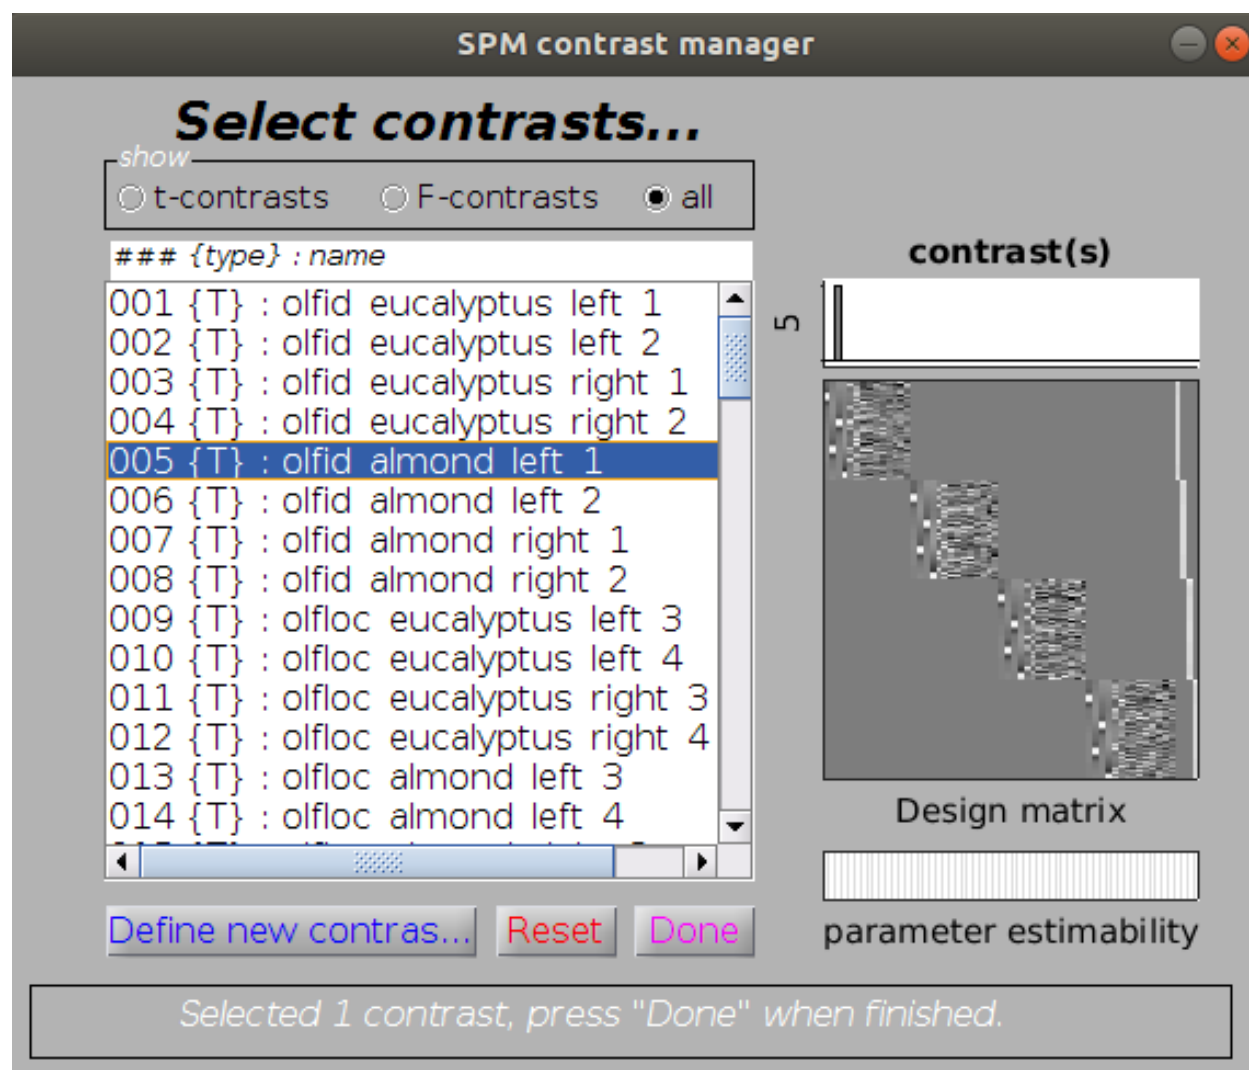 SPM contrast manager
Select contrasts...
show
t-contrasts F-contrasts all
### {type} : name
001 {T} : olfid eucalyptus left 1
002 {T} : olfid eucalyptus left 2
003 {T} : olfid eucalyptus right 1
004 {T} : olfid eucalyptus right 2
005 {T} : olfid almond left 1
006 {T} : olfid almond left 2
007 {T} : olfid almond right 1
008 {T} : olfid almond right 2
009 {T} : olfloc eucalyptus left 3
010 {T} : olfloc eucalyptus left 4
011 {T} : olfloc eucalyptus right 3
012 {T} : olfloc eucalyptus right 4
013 {T} : olfloc almond left 3
014 {T} : olfloc almond left 4
Define new contras... Reset Done
contrast(s)
5
Design matrix
parameter estimability
Selected 1 contrast, press "Done" when finished.